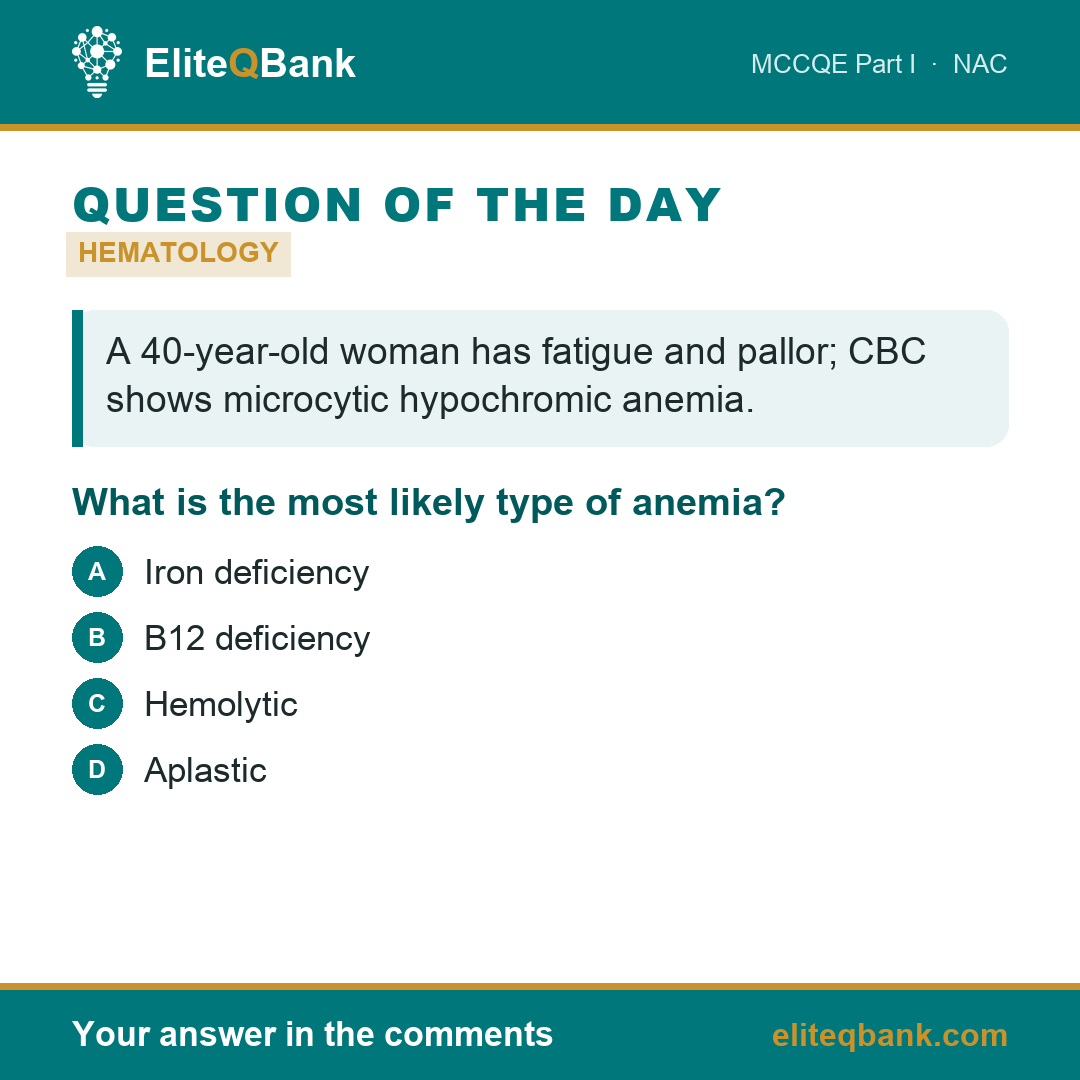 EliteQBank
MCCQE Part I · NAC
QUESTION OF THE DAY
HEMATOLOGY
A 40-year-old woman has fatigue and pallor; CBC
shows microcytic hypochromic anemia.
What is the most likely type of anemia?
A Iron deficiency
B B12 deficiency
C Hemolytic
D Aplastic
Your answer in the comments
eliteqbank.com